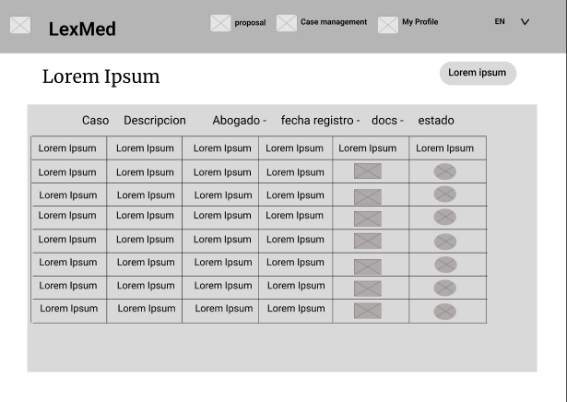 LexMed proposal Case management My Profile EN
Lorem Ipsum
Lorem ipsum
Caso Descripcion Abogado - fecha registro - docs - estado
Lorem Ipsum Lorem Ipsum Lorem Ipsum Lorem Ipsum Lorem Ipsum Lorem Ipsum
Lorem Ipsum Lorem Ipsum Lorem Ipsum Lorem Ipsum
Lorem Ipsum Lorem Ipsum Lorem Ipsum Lorem Ipsum
Lorem Ipsum Lorem Ipsum Lorem Ipsum Lorem Ipsum
Lorem Ipsum Lorem Ipsum Lorem Ipsum Lorem Ipsum
Lorem Ipsum Lorem Ipsum Lorem Ipsum Lorem Ipsum
Lorem Ipsum Lorem Ipsum Lorem Ipsum Lorem Ipsum
Lorem Ipsum Lorem Ipsum Lorem Ipsum Lorem Ipsum